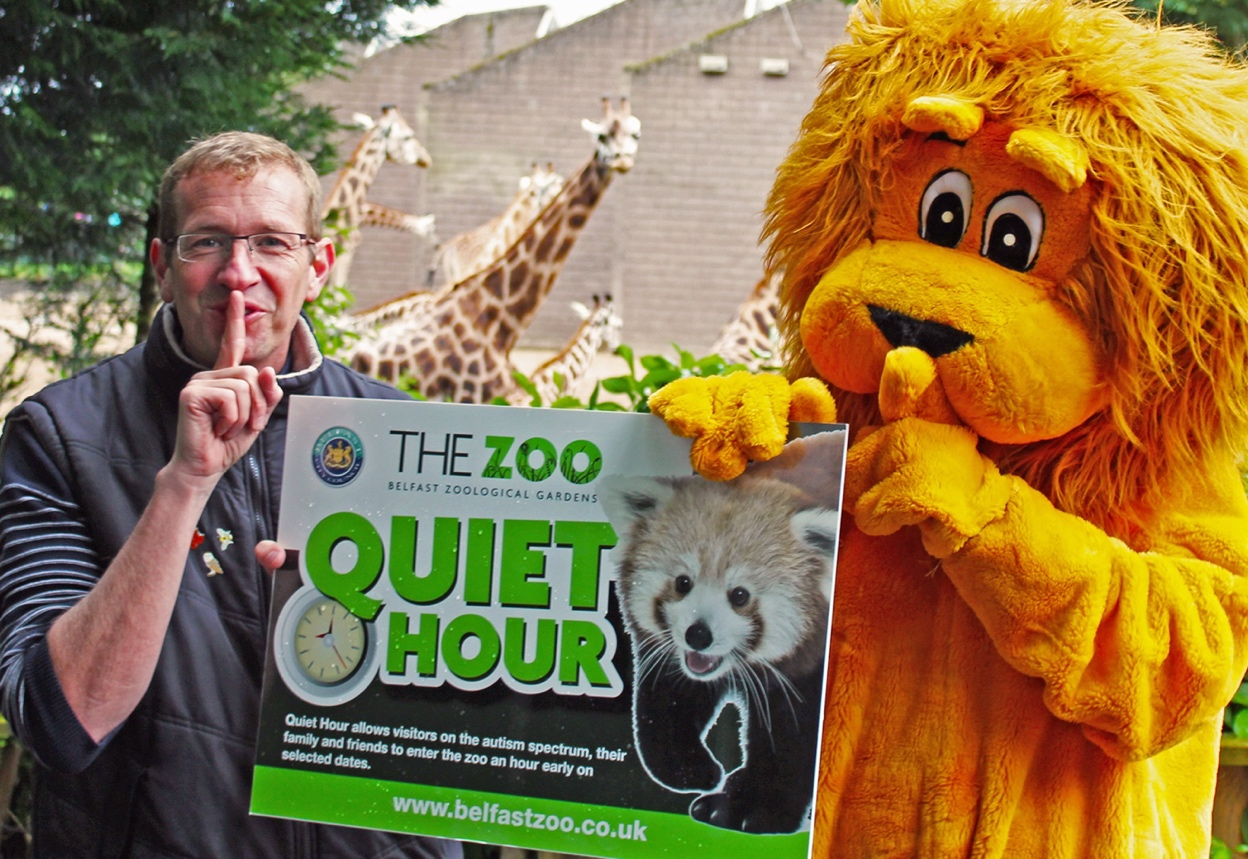 THE ZOO
BELFAST ZOOLOGICAL GARDENS
QUIET
HOUR
Quiet Hour allows visitors on the autism spectrum, their
family and friends to enter the zoo an hour early on
selected dates.
www.belfastzoo.co.uk